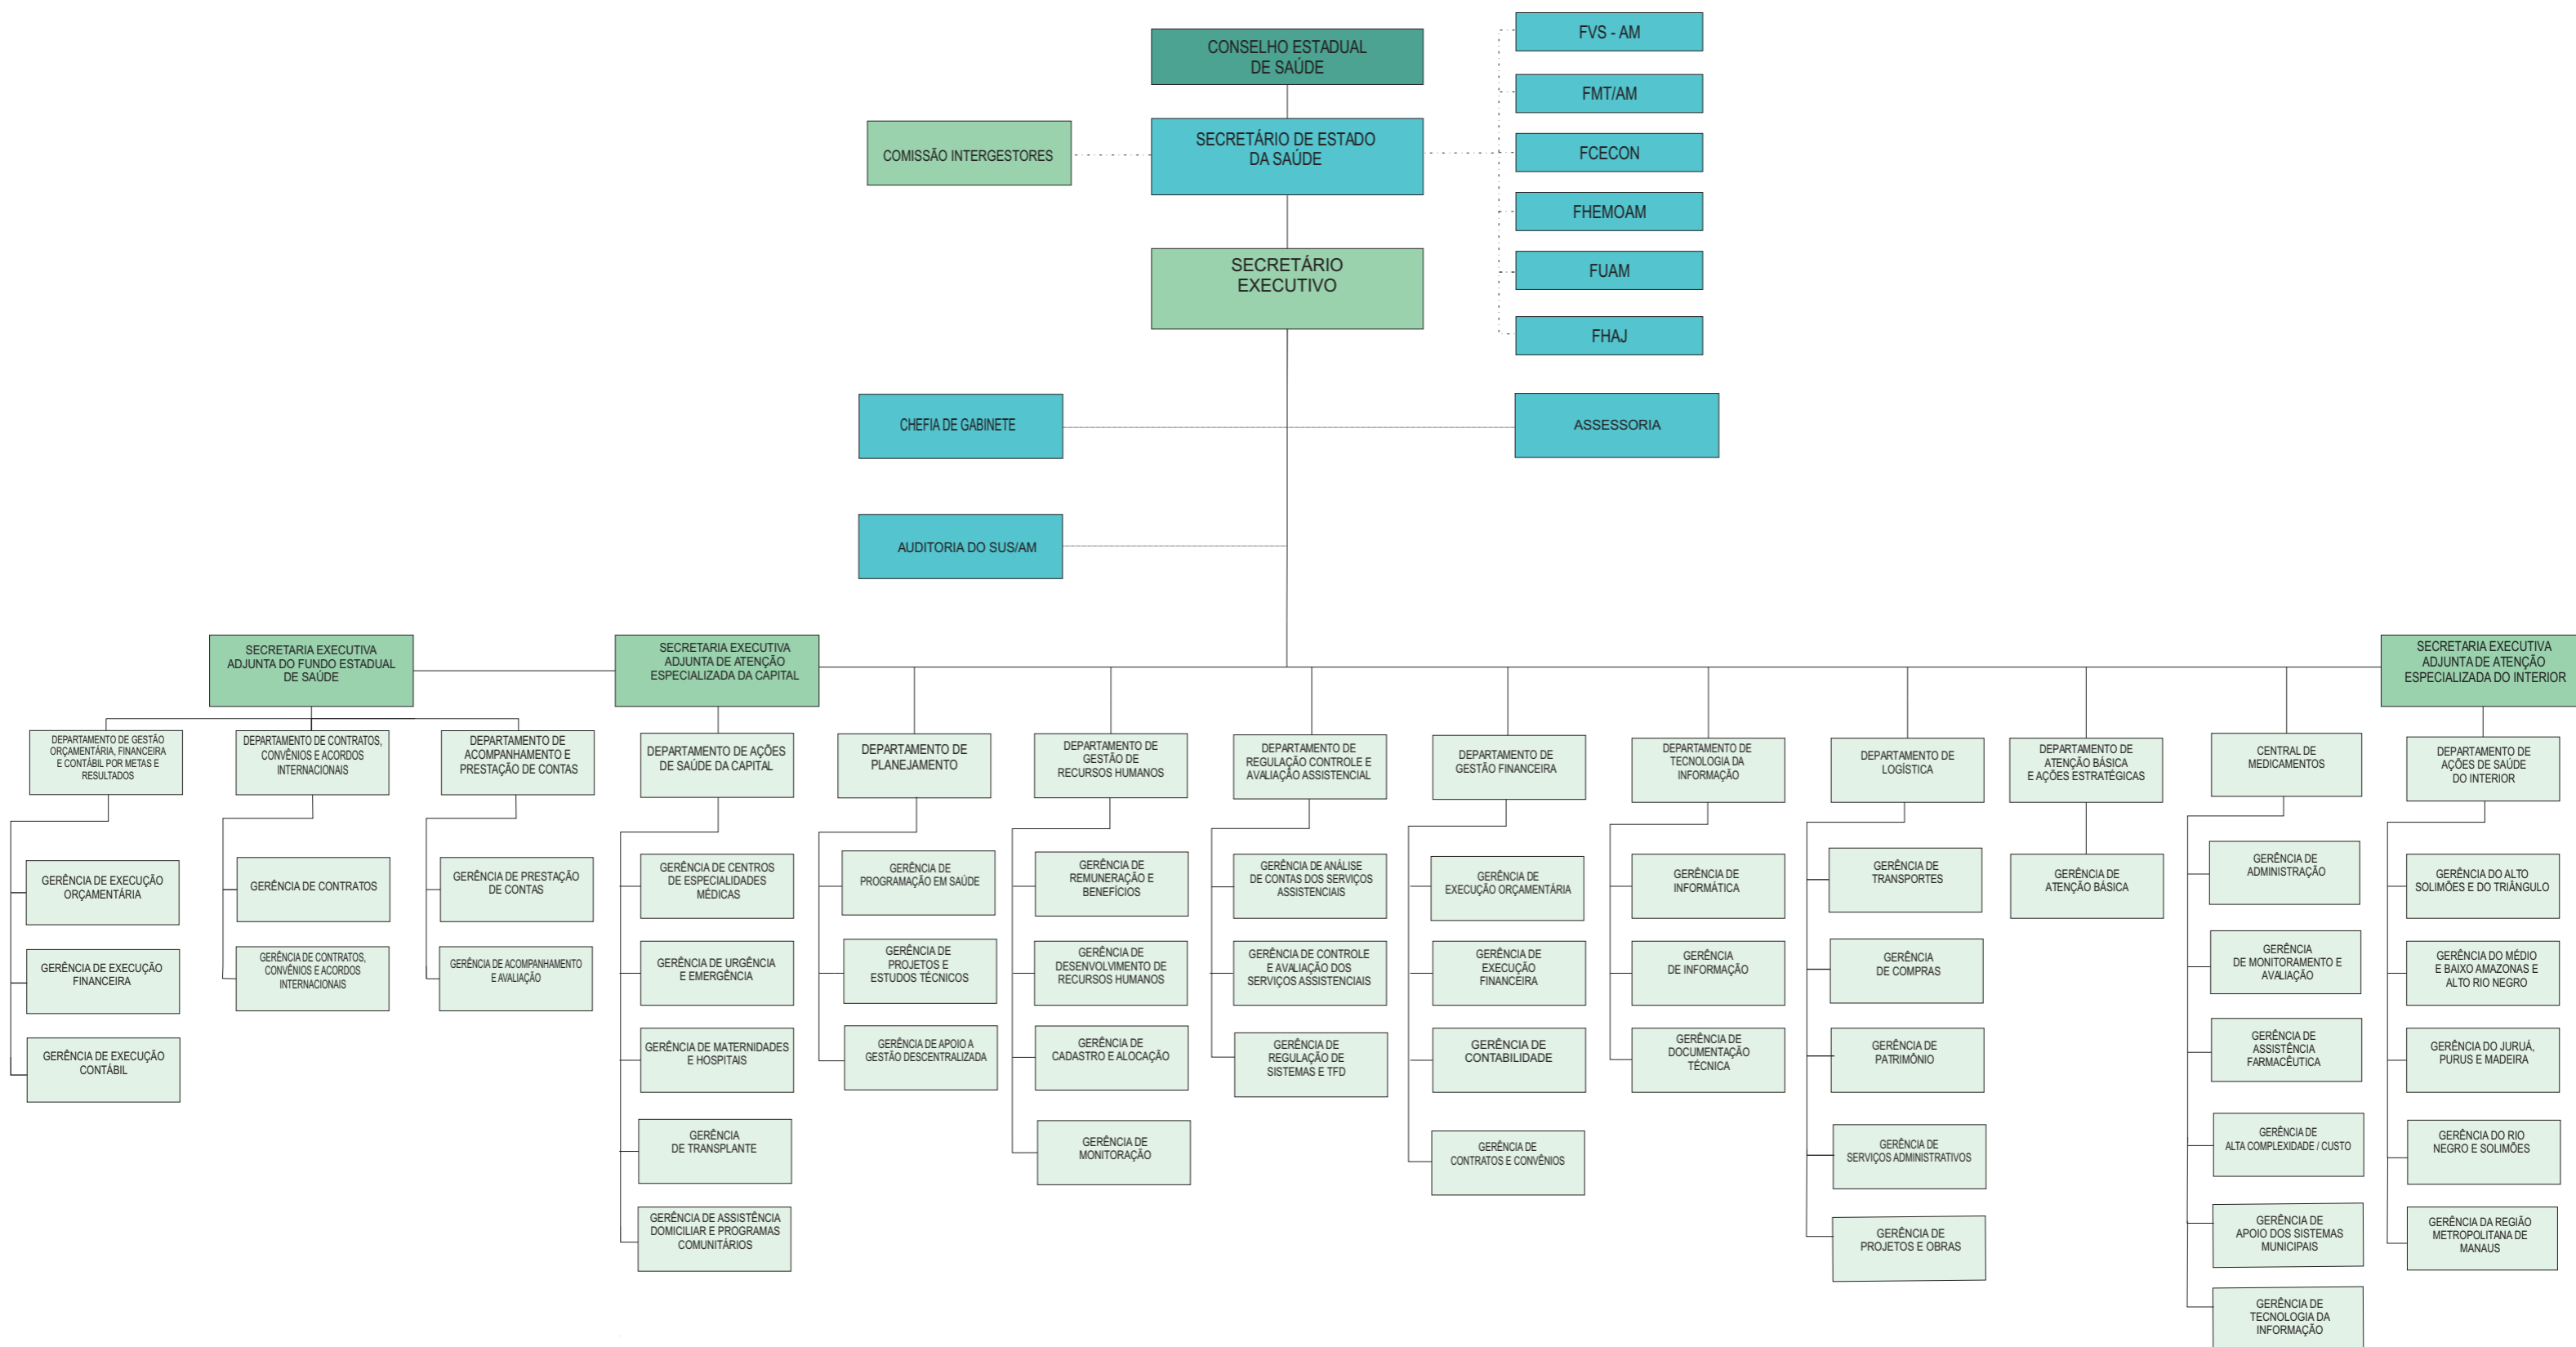 CONSELHO ESTADUAL
DE SAÚDE
FVS - AM
FMT/AM
COMISSÃO INTERGESTORES
SECRETÁRIO DE ESTADO
DA SAÚDE
FCECON
FHEMOAM
SECRETÁRIO
EXECUTIVO
FUAM
FHAJ
CHEFIA DE GABINETE
ASSESSORIA
AUDITORIA DO SUS/AM
SECRETARIA EXECUTIVA
ADJUNTA DO FUNDO ESTADUAL
DE SAÚDE
SECRETARIA EXECUTIVA
ADJUNTA DE ATENÇÃO
ESPECIALIZADA DA CAPITAL
SECRETARIA EXECUTIVA
ADJUNTA DE ATENÇÃO
ESPECIALIZADA DO INTERIOR
DEPARTAMENTO DE GESTÃO
ORÇAMENTÁRIA, FINANCEIRA
E CONTÁBIL POR METAS E
RESULTADOS
GERÊNCIA DE EXECUÇÃO
ORÇAMENTÁRIA
GERÊNCIA DE EXECUÇÃO
FINANCEIRA
GERÊNCIA DE EXECUÇÃO
CONTÁBIL
DEPARTAMENTO DE CONTRATOS,
CONVÊNIOS E ACORDOS
INTERNACIONAIS
GERÊNCIA DE CONTRATOS
GERÊNCIA DE CONTRATOS,
CONVÊNIOS E ACORDOS
INTERNACIONAIS
DEPARTAMENTO DE
ACOMPANHAMENTO E
PRESTAÇÃO DE CONTAS
GERÊNCIA DE PRESTAÇÃO
DE CONTAS
GERÊNCIA DE ACOMPANHAMENTO
E AVALIAÇÃO
DEPARTAMENTO DE AÇÕES
DE SAÚDE DA CAPITAL
GERÊNCIA DE CENTROS
DE ESPECIALIDADES
MÉDICAS
GERÊNCIA DE URGÊNCIA
E EMERGÊNCIA
GERÊNCIA DE MATERNIDADES
E HOSPITAIS
GERÊNCIA
DE TRANSPLANTE
GERÊNCIA DE ASSISTÊNCIA
DOMICILIAR E PROGRAMAS
COMUNITÁRIOS
DEPARTAMENTO DE
PLANEJAMENTO
GERÊNCIA DE
PROGRAMAÇÃO EM SAÚDE
GERÊNCIA DE
PROJETOS E
ESTUDOS TÉCNICOS
GERÊNCIA DE APOIO A
GESTÃO DESCENTRALIZADA
DEPARTAMENTO DE
GESTÃO DE
RECURSOS HUMANOS
GERÊNCIA DE
REMUNERAÇÃO E
BENEFÍCIOS
GERÊNCIA DE
DESENVOLVIMENTO DE
RECURSOS HUMANOS
GERÊNCIA DE
CADASTRO E ALOCAÇÃO
GERÊNCIA DE
MONITORAÇÃO
DEPARTAMENTO DE
REGULAÇÃO CONTROLE E
AVALIAÇÃO ASSISTENCIAL
GERÊNCIA DE ANÁLISE
DE CONTAS DOS SERVIÇOS
ASSISTENCIAIS
GERÊNCIA DE CONTROLE
E AVALIAÇÃO DOS
SERVIÇOS ASSISTENCIAIS
GERÊNCIA DE
REGULAÇÃO DE
SISTEMAS E TFD
DEPARTAMENTO DE
GESTÃO FINANCEIRA
GERÊNCIA DE
EXECUÇÃO ORÇAMENTÁRIA
GERÊNCIA DE
EXECUÇÃO
FINANCEIRA
GERÊNCIA DE
CONTABILIDADE
GERÊNCIA DE
CONTRATOS E CONVÊNIOS
DEPARTAMENTO DE
TECNOLOGIA DA
INFORMAÇÃO
GERÊNCIA DE
INFORMÁTICA
GERÊNCIA
DE INFORMAÇÃO
GERÊNCIA DE
DOCUMENTAÇÃO
TÉCNICA
DEPARTAMENTO DE
LOGÍSTICA
GERÊNCIA DE
TRANSPORTES
GERÊNCIA
DE COMPRAS
GERÊNCIA DE
PATRIMÔNIO
GERÊNCIA DE
SERVIÇOS ADMINISTRATIVOS
GERÊNCIA DE
PROJETOS E OBRAS
DEPARTAMENTO DE
ATENÇÃO BÁSICA
E AÇÕES ESTRATÉGICAS
GERÊNCIA DE
ATENÇÃO BÁSICA
CENTRAL DE
MEDICAMENTOS
GERÊNCIA DE
ADMINISTRAÇÃO
GERÊNCIA
DE MONITORAMENTO E
AVALIAÇÃO
GERÊNCIA DE
ASSISTÊNCIA
FARMACÊUTICA
GERÊNCIA DE
ALTA COMPLEXIDADE / CUSTO
GERÊNCIA DE
APOIO DOS SISTEMAS
MUNICIPAIS
GERÊNCIA DE
TECNOLOGIA DA
INFORMAÇÃO
DEPARTAMENTO DE
AÇÕES DE SAÚDE
DO INTERIOR
GERÊNCIA DO ALTO
SOLIMÕES E DO TRIÂNGULO
GERÊNCIA DO MÉDIO
E BAIXO AMAZONAS E
ALTO RIO NEGRO
GERÊNCIA DO JURUÁ,
PURUS E MADEIRA
GERÊNCIA DO RIO
NEGRO E SOLIMÕES
GERÊNCIA DA REGIÃO
METROPOLITANA DE
MANAUS